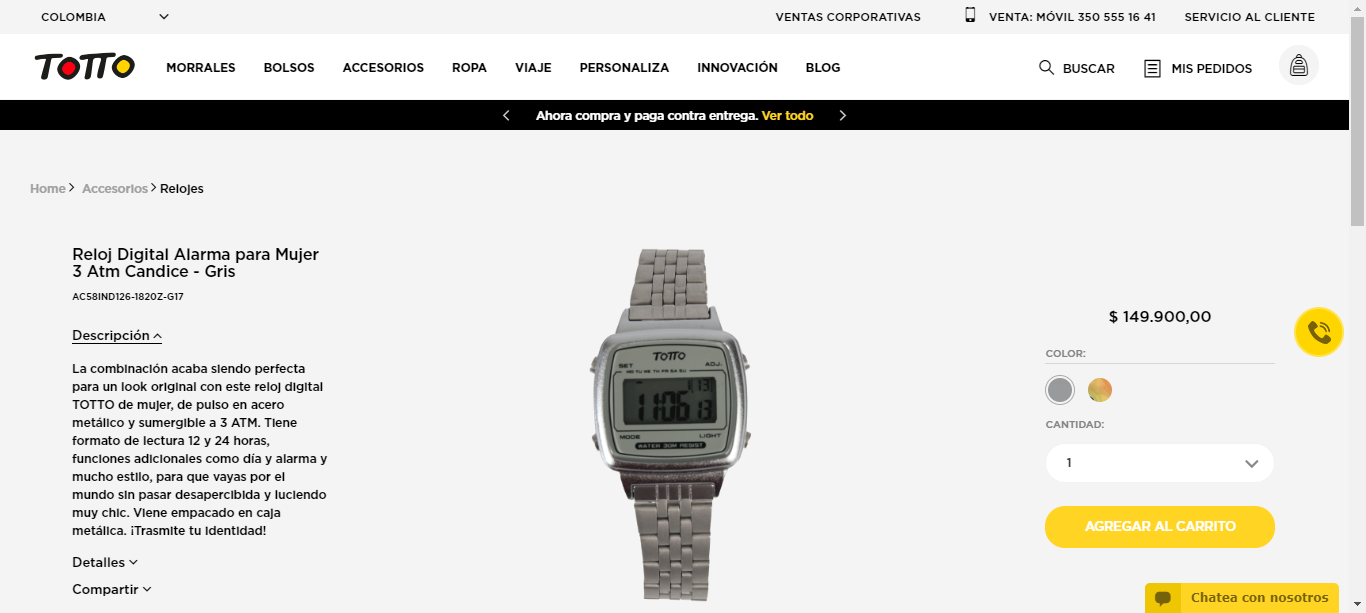 COLOMBIA
VENTAS CORPORATIVAS
VENTA: MÓVIL 350 555 16 41
SERVICIO AL CLIENTE
TOTTO
MORRALES
BOLSOS
ACCESORIOS
ROPA
VIAJE
PERSONALIZA
INNOVACIÓN
BLOG
BUSCAR
MIS PEDIDOS
Ahora compra y paga contra entrega. Ver todo
Home
Accesorios
Relojes
Reloj Digital Alarma para Mujer
3 Atm Candice - Gris
AC58IND126-1820Z-G17
Descripción
La combinación acaba siendo perfecta
para un look original con este reloj digital
TOTTO de mujer, de pulso en acero
metálico y sumergible a 3 ATM. Tiene
formato de lectura 12 y 24 horas,
funciones adicionales como día y alarma y
mucho estilo, para que vayas por el
mundo sin pasar desapercibida y luciendo
muy chic. Viene empacado en caja
metálica. ¡Trasmite tu identidad!
Detalles
Compartir
TOTTO
SET
ADJ.
MO TU WE TH FR SA SU
11:06 13
MODE
LIGHT
WATER 30M RESIST
$ 149.900,00
COLOR:
CANTIDAD:
1
AGREGAR AL CARRITO
Chatea con nosotros